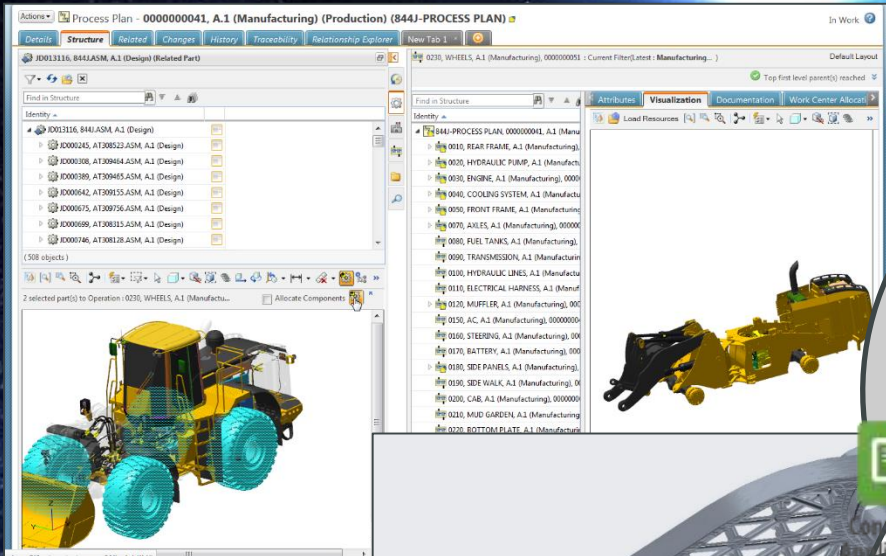 Actions Process Plan - 0000000041, A.1 (Manufacturing) (Production) (844J-PROCESS PLAN)
In Work
Details Structure Related Changes History Traceability Relationship Explorer New Tab 1
JD013116, 844J.ASM, A.1 (Design) (Related Part)
Find in Structure
Identity
JD013116, 844J.ASM, A.1 (Design)
JD000245, AT308523.ASM, A.1 (Design)
JD000308, AT309464.ASM, A.1 (Design)
JD000389, AT309465.ASM, A.1 (Design)
JD000642, AT309155.ASM, A.1 (Design)
JD000675, AT309756.ASM, A.1 (Design)
JD000699, AT308315.ASM, A.1 (Design)
JD000746, AT308128.ASM, A.1 (Design)
(508 objects)
2 selected part(s) to Operation : 0230, WHEELS, A.1 (Manufactu...
Allocate Components
0230, WHEELS, A.1 (Manufacturing), 0000000051 : Current Filter(Latest : Manufacturing... )
Default Layout
Top first level parent(s) reached
Find in Structure
Identity
844J-PROCESS PLAN, 0000000041, A.1 (Manu
0010, REAR FRAME, A.1 (Manufacturing),
0020, HYDRAULIC PUMP, A.1 (Manufact
0030, ENGINE, A.1 (Manufacturing), 0000
0040, COOLING SYSTEM, A.1 (Manufactu
0050, FRONT FRAME, A.1 (Manufacturing
0070, AXLES, A.1 (Manufacturing), 00000
0080, FUEL TANKS, A.1 (Manufacturing),
0090, TRANSMISSION, A.1 (Manufacturin
0100, HYDRAULIC LINES, A.1 (Manufactu
0110, ELECTRICAL HARNESS, A.1 (Manuf
0120, MUFFLER, A.1 (Manufacturing), 000
0150, AC, A.1 (Manufacturing), 000000004
0160, STEERING, A.1 (Manufacturing), 000
0170, BATTERY, A.1 (Manufacturing), 000
0180, SIDE PANELS, A.1 (Manufacturing),
0190, SIDE WALK, A.1 (Manufacturing), 00
0200, CAB, A.1 (Manufacturing), 0000000
0210, MUD GARDEN, A.1 (Manufacturing
0220, BOTTOM PLATE, A.1 (Manufacturin
Attributes Visualization Documentation Work Center Allocati
Load Resources
Z
Y